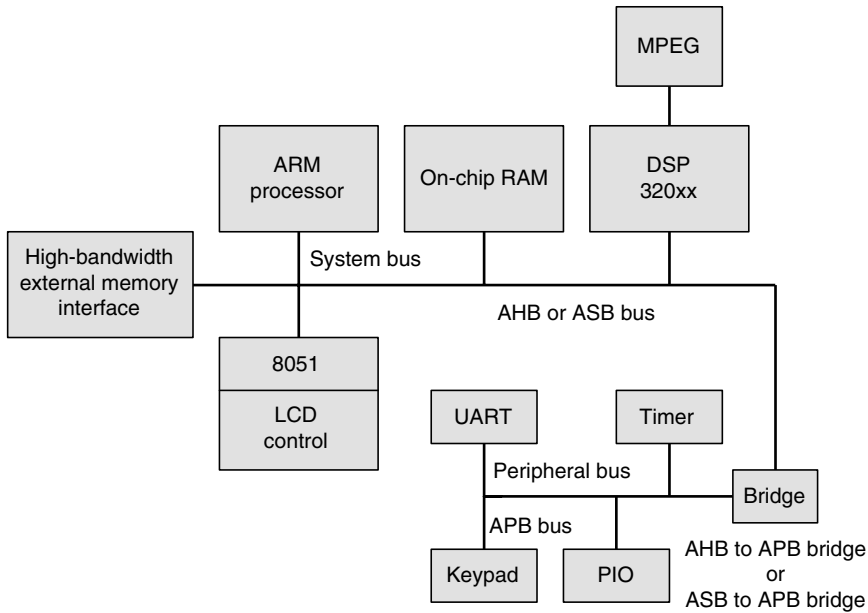 MPEG
ARM
processor
On-chip RAM
DSP
320xx
High-bandwidth
external memory
interface
System bus
AHB or ASB bus
8051
LCD
control
UART
Timer
Peripheral bus
Bridge
APB bus
Keypad
PIO
AHB to APB bridge
or
ASB to APB bridge